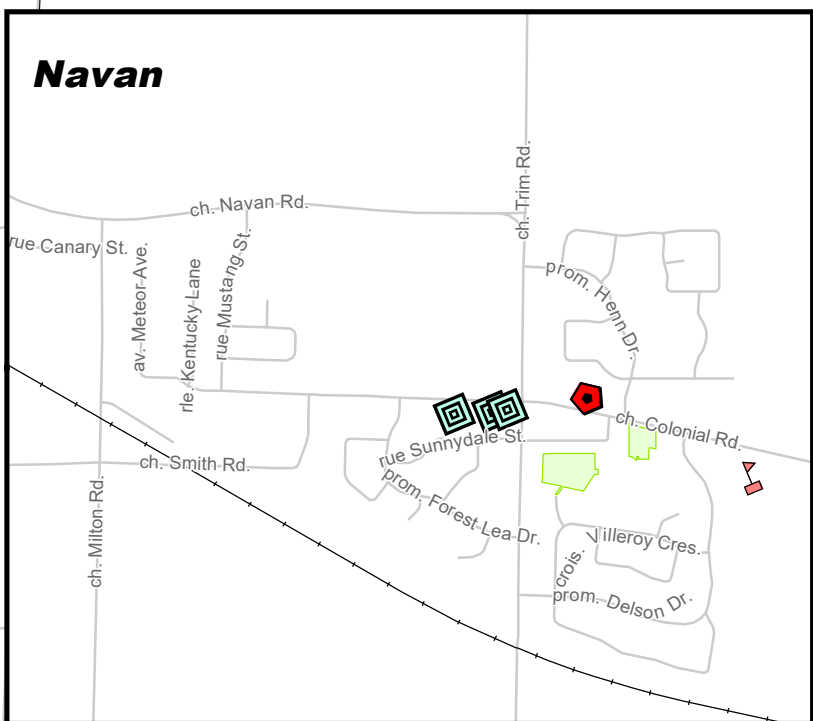 Navan
ch. Trim Rd.
ch. Navan Rd.
rue Canary St.
av. Meteor Ave.
rle. Kentucky Lane
rue Mustang St.
prom. Henn Dr.
ch. Colonial Rd.
rue Sunnydale St.
ch. Smith Rd.
prom. Forest Lea Dr.
ch. Milton Rd.
crois. Villeroy Cres.
prom. Delson Dr.